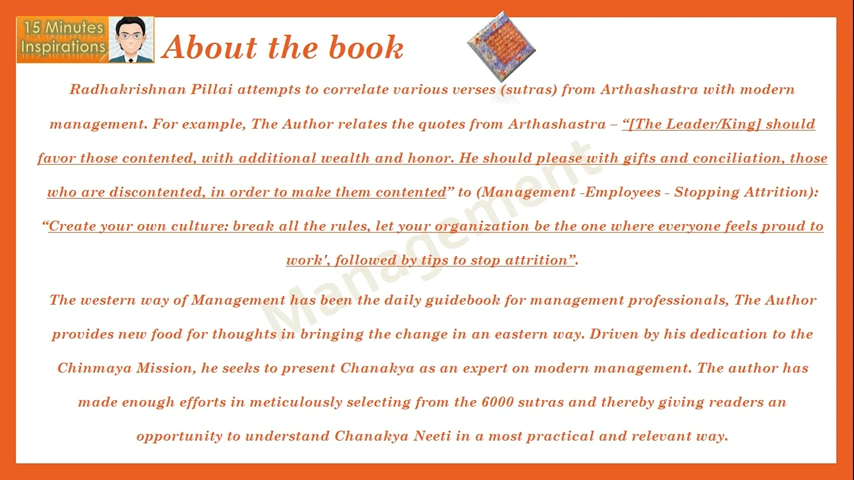 15 Minutes
Inspirations
About the book
Radhakrishnan Pillai attempts to correlate various verses (sutras) from Arthashastra with modern
management. For example, The Author relates the quotes from Arthashastra – “[The Leader/King] should
favor those contented, with additional wealth and honor. He should please with gifts and conciliation, those
who are discontented, in order to make them contented” to (Management -Employees - Stopping Attrition):
“Create your own culture: break all the rules, let your organization be the one where everyone feels proud to
work', followed by tips to stop attrition”.
The western way of Management has been the daily guidebook for management professionals, The Author
provides new food for thoughts in bringing the change in an eastern way. Driven by his dedication to the
Chinmaya Mission, he seeks to present Chanakya as an expert on modern management. The author has
made enough efforts in meticulously selecting from the 6000 sutras and thereby giving readers an
opportunity to understand Chanakya Neeti in a most practical and relevant way.
Management